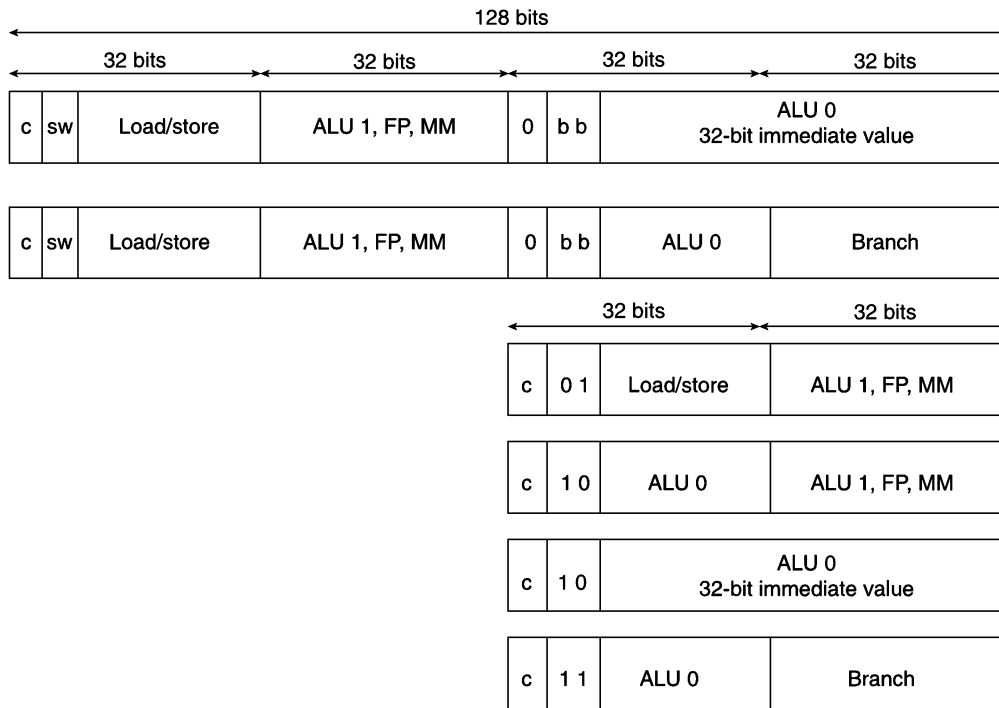 128 bits
32 bits 32 bits 32 bits 32 bits
c sw Load/store ALU 1, FP, MM 0 b b ALU 0
32-bit immediate value
c sw Load/store ALU 1, FP, MM 0 b b ALU 0 Branch
32 bits 32 bits
c 0 1 Load/store ALU 1, FP, MM
c 1 0 ALU 0 ALU 1, FP, MM
c 1 0 ALU 0
32-bit immediate value
c 1 1 ALU 0 Branch